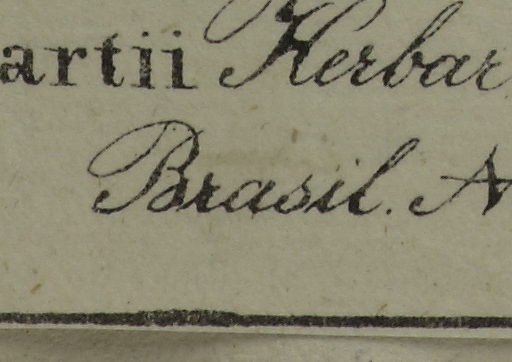 artii Herbar
Brasil. N